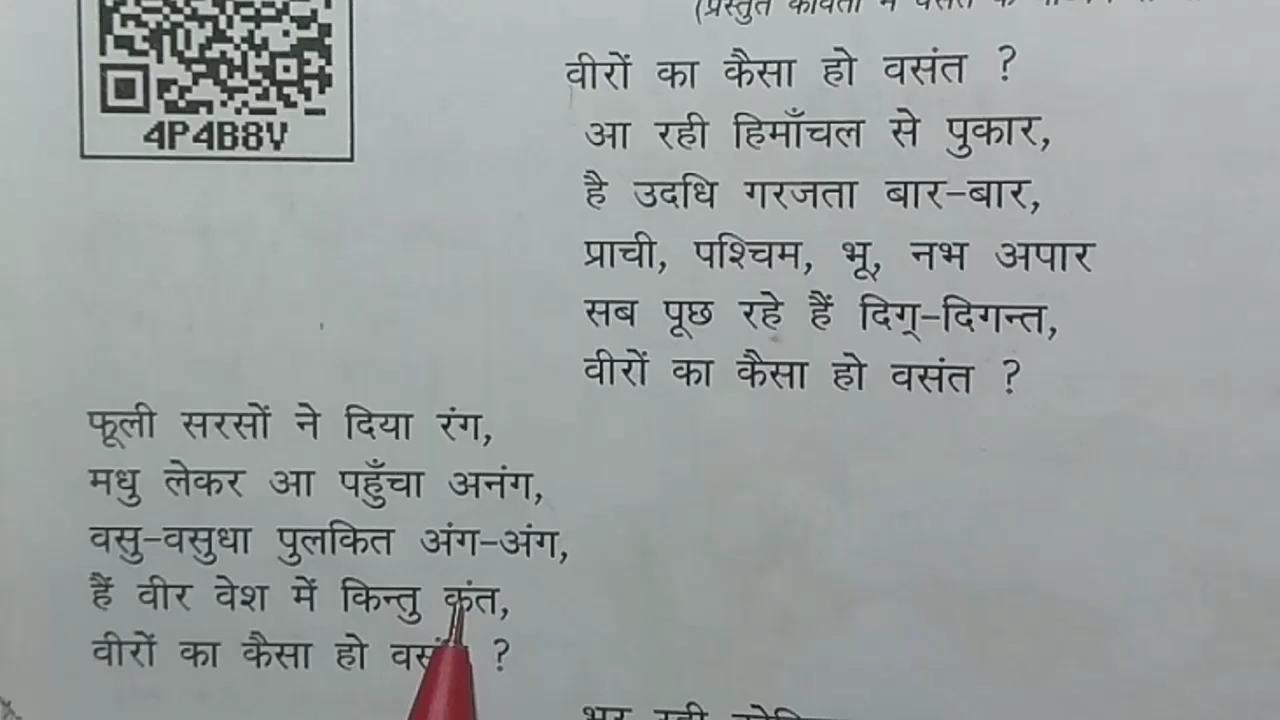 4P4B8V
वीरों का कैसा हो वसंत ?
आ रही हिमाँचल से पुकार,
है उदधि गरजता बार-बार,
प्राची, पश्चिम, भू, नभ अपार
सब पूछ रहे हैं दिग्-दिगन्त,
वीरों का कैसा हो वसंत ?
फूली सरसों ने दिया रंग,
मधु लेकर आ पहुँचा अनंग,
वसु-वसुधा पुलकित अंग-अंग,
हैं वीर वेश में किन्तु कंत,
वीरों का कैसा हो ?